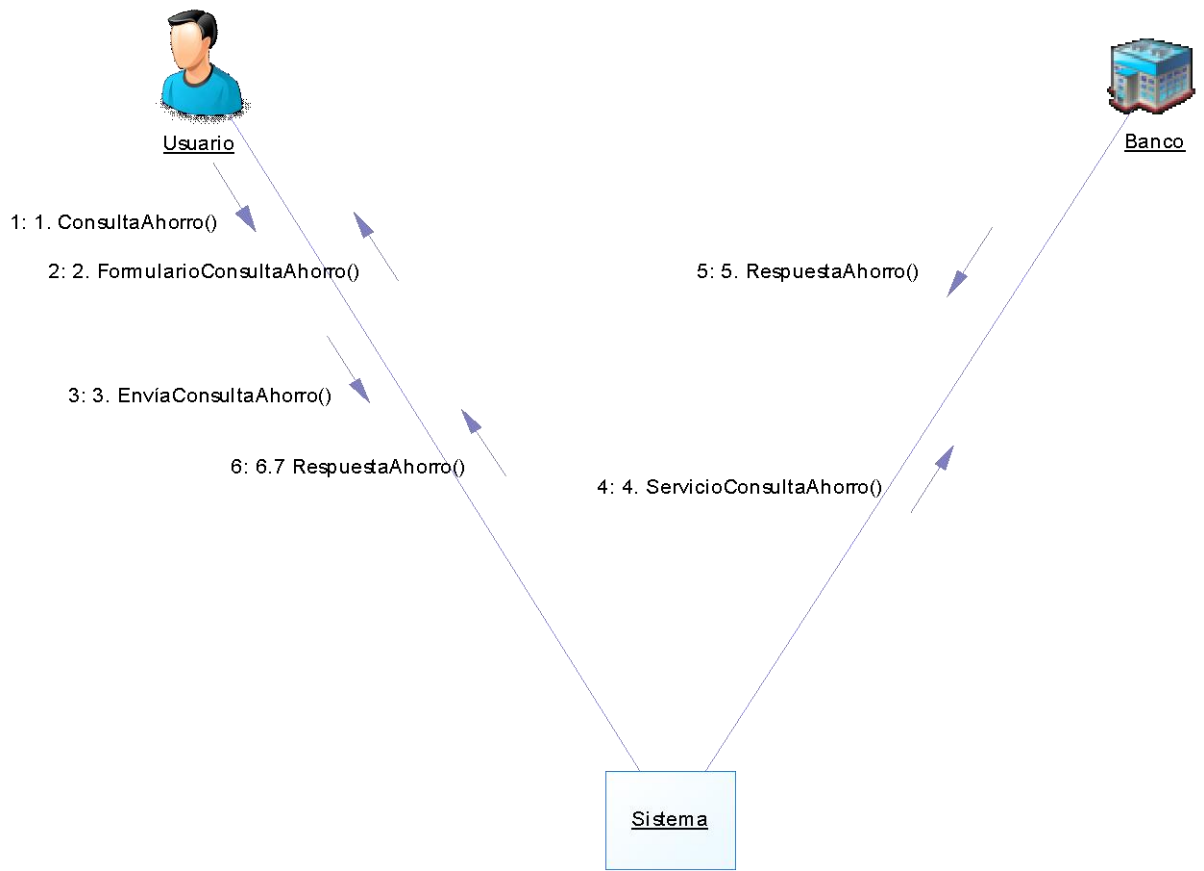 Usuario
Banco
1: 1. ConsultaAhorro()
2: 2. FormularioConsultaAhorro()
5: 5. RespuestaAhorro()
3: 3. EnvíaConsultaAhorro()
6: 6.7 RespuestaAhorro()
4: 4. ServicioConsultaAhorro()
Sistema